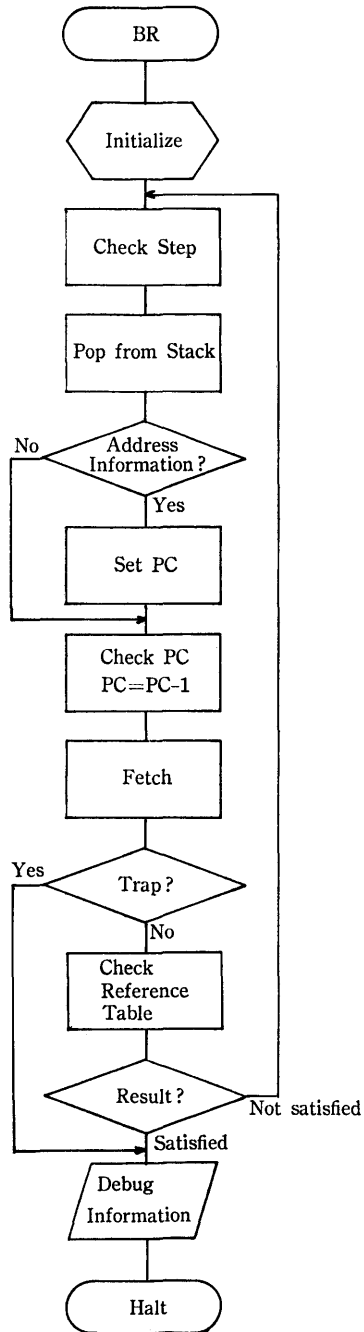 BR
Initialize
Check Step
Pop from Stack
No
Address
Information?
Yes
Set PC
Check PC
PC=PC-1
Fetch
Yes
Trap?
No
Check
Reference
Table
Result?
Not satisfied
Satisfied
Debug
Information
Halt